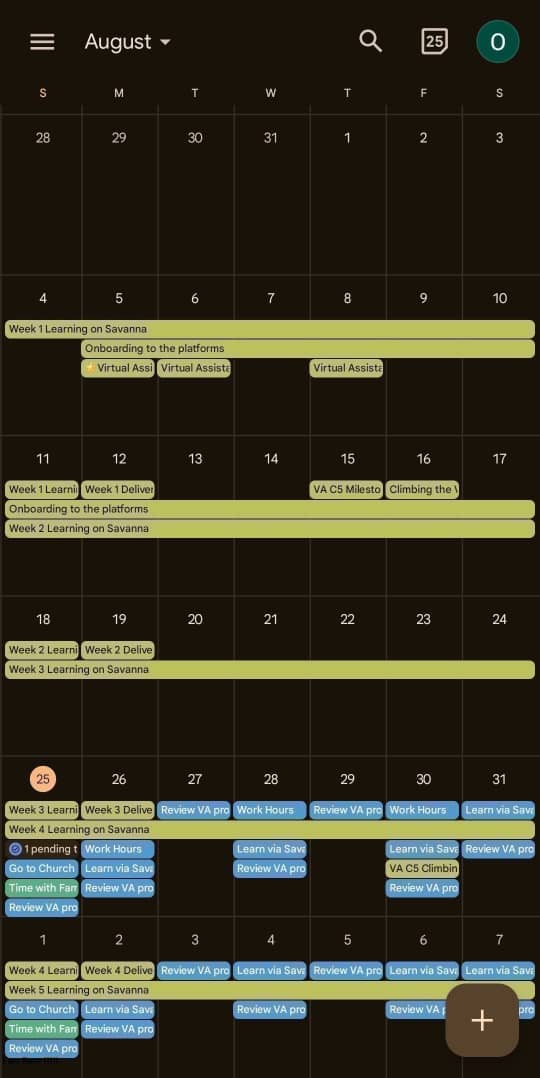 August
25
O
S M T W T F S
28 29 30 31 1 2 3
4 5 6 7 8 9 10
Week 1 Learning on Savanna
Onboarding to the platforms
Virtual Assi Virtual Assista Virtual Assista
11 12 13 14 15 16 17
Week 1 Learni Week 1 Deliver VA C5 Milesto Climbing the
Onboarding to the platforms
Week 2 Learning on Savanna
18 19 20 21 22 23 24
Week 2 Learni Week 2 Delive
Week 3 Learning on Savanna
25 26 27 28 29 30 31
Week 3 Learni Week 3 Delive Review VA pro Work Hours Review VA pro Work Hours Learn via Sava
Week 4 Learning on Savanna
1 pending t Work Hours Learn via Sava Learn via Sava Review VA pro
Go to Church Learn via Sava Review VA pro VA C5 Climbin
Time with Fam Review VA pro Review VA pro
Review VA pro
1 2 3 4 5 6 7
Week 4 Learni Week 4 Delive Review VA pro Learn via Sava Review VA pro Learn via Sava Learn via Sava
Week 5 Learning on Savanna
Go to Church Learn via Sava Review VA pro Review VA p pro
Time with Fam Review VA pro
Review VA pro